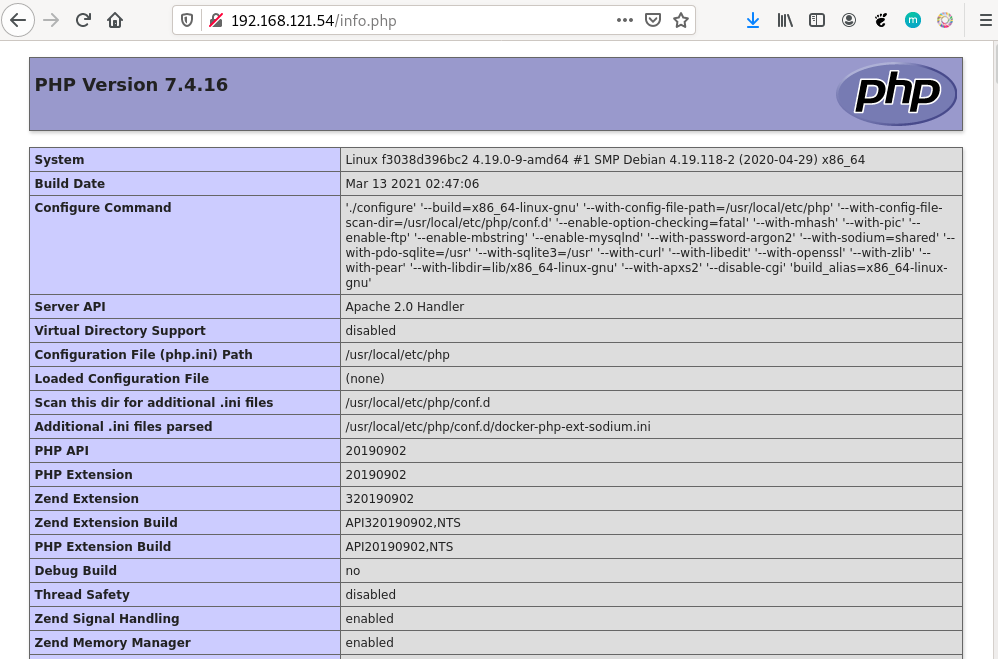 192.168.121.54/info.php
m
PHP Version 7.4.16
php
System Linux f3038d396bc2 4.19.0-9-amd64 #1 SMP Debian 4.19.118-2 (2020-04-29) x86_64
Build Date Mar 13 2021 02:47:06
Configure Command './configure' '--build=x86_64-linux-gnu' '--with-config-file-path=/usr/local/etc/php' '--with-config-file-
scan-dir=/usr/local/etc/php/conf.d' '--enable-option-checking=fatal' '--with-mhash' '--with-pic' '--
enable-ftp' '--enable-mbstring' '--enable-mysqlnd' '--with-password-argon2' '--with-sodium=shared' '--
with-pdo-sqlite=/usr' '--with-sqlite3=/usr' '--with-curl' '--with-libedit' '--with-openssl' '--with-zlib' '--
with-pear' '--with-libdir=lib/x86_64-linux-gnu' '--with-apxs2' '--disable-cgi' 'build_alias=x86_64-linux-
gnu'
Server API Apache 2.0 Handler
Virtual Directory Support disabled
Configuration File (php.ini) Path /usr/local/etc/php
Loaded Configuration File (none)
Scan this dir for additional .ini files /usr/local/etc/php/conf.d
Additional .ini files parsed /usr/local/etc/php/conf.d/docker-php-ext-sodium.ini
PHP API 20190902
PHP Extension 20190902
Zend Extension 320190902
Zend Extension Build API320190902,NTS
PHP Extension Build API20190902,NTS
Debug Build no
Thread Safety disabled
Zend Signal Handling enabled
Zend Memory Manager enabled